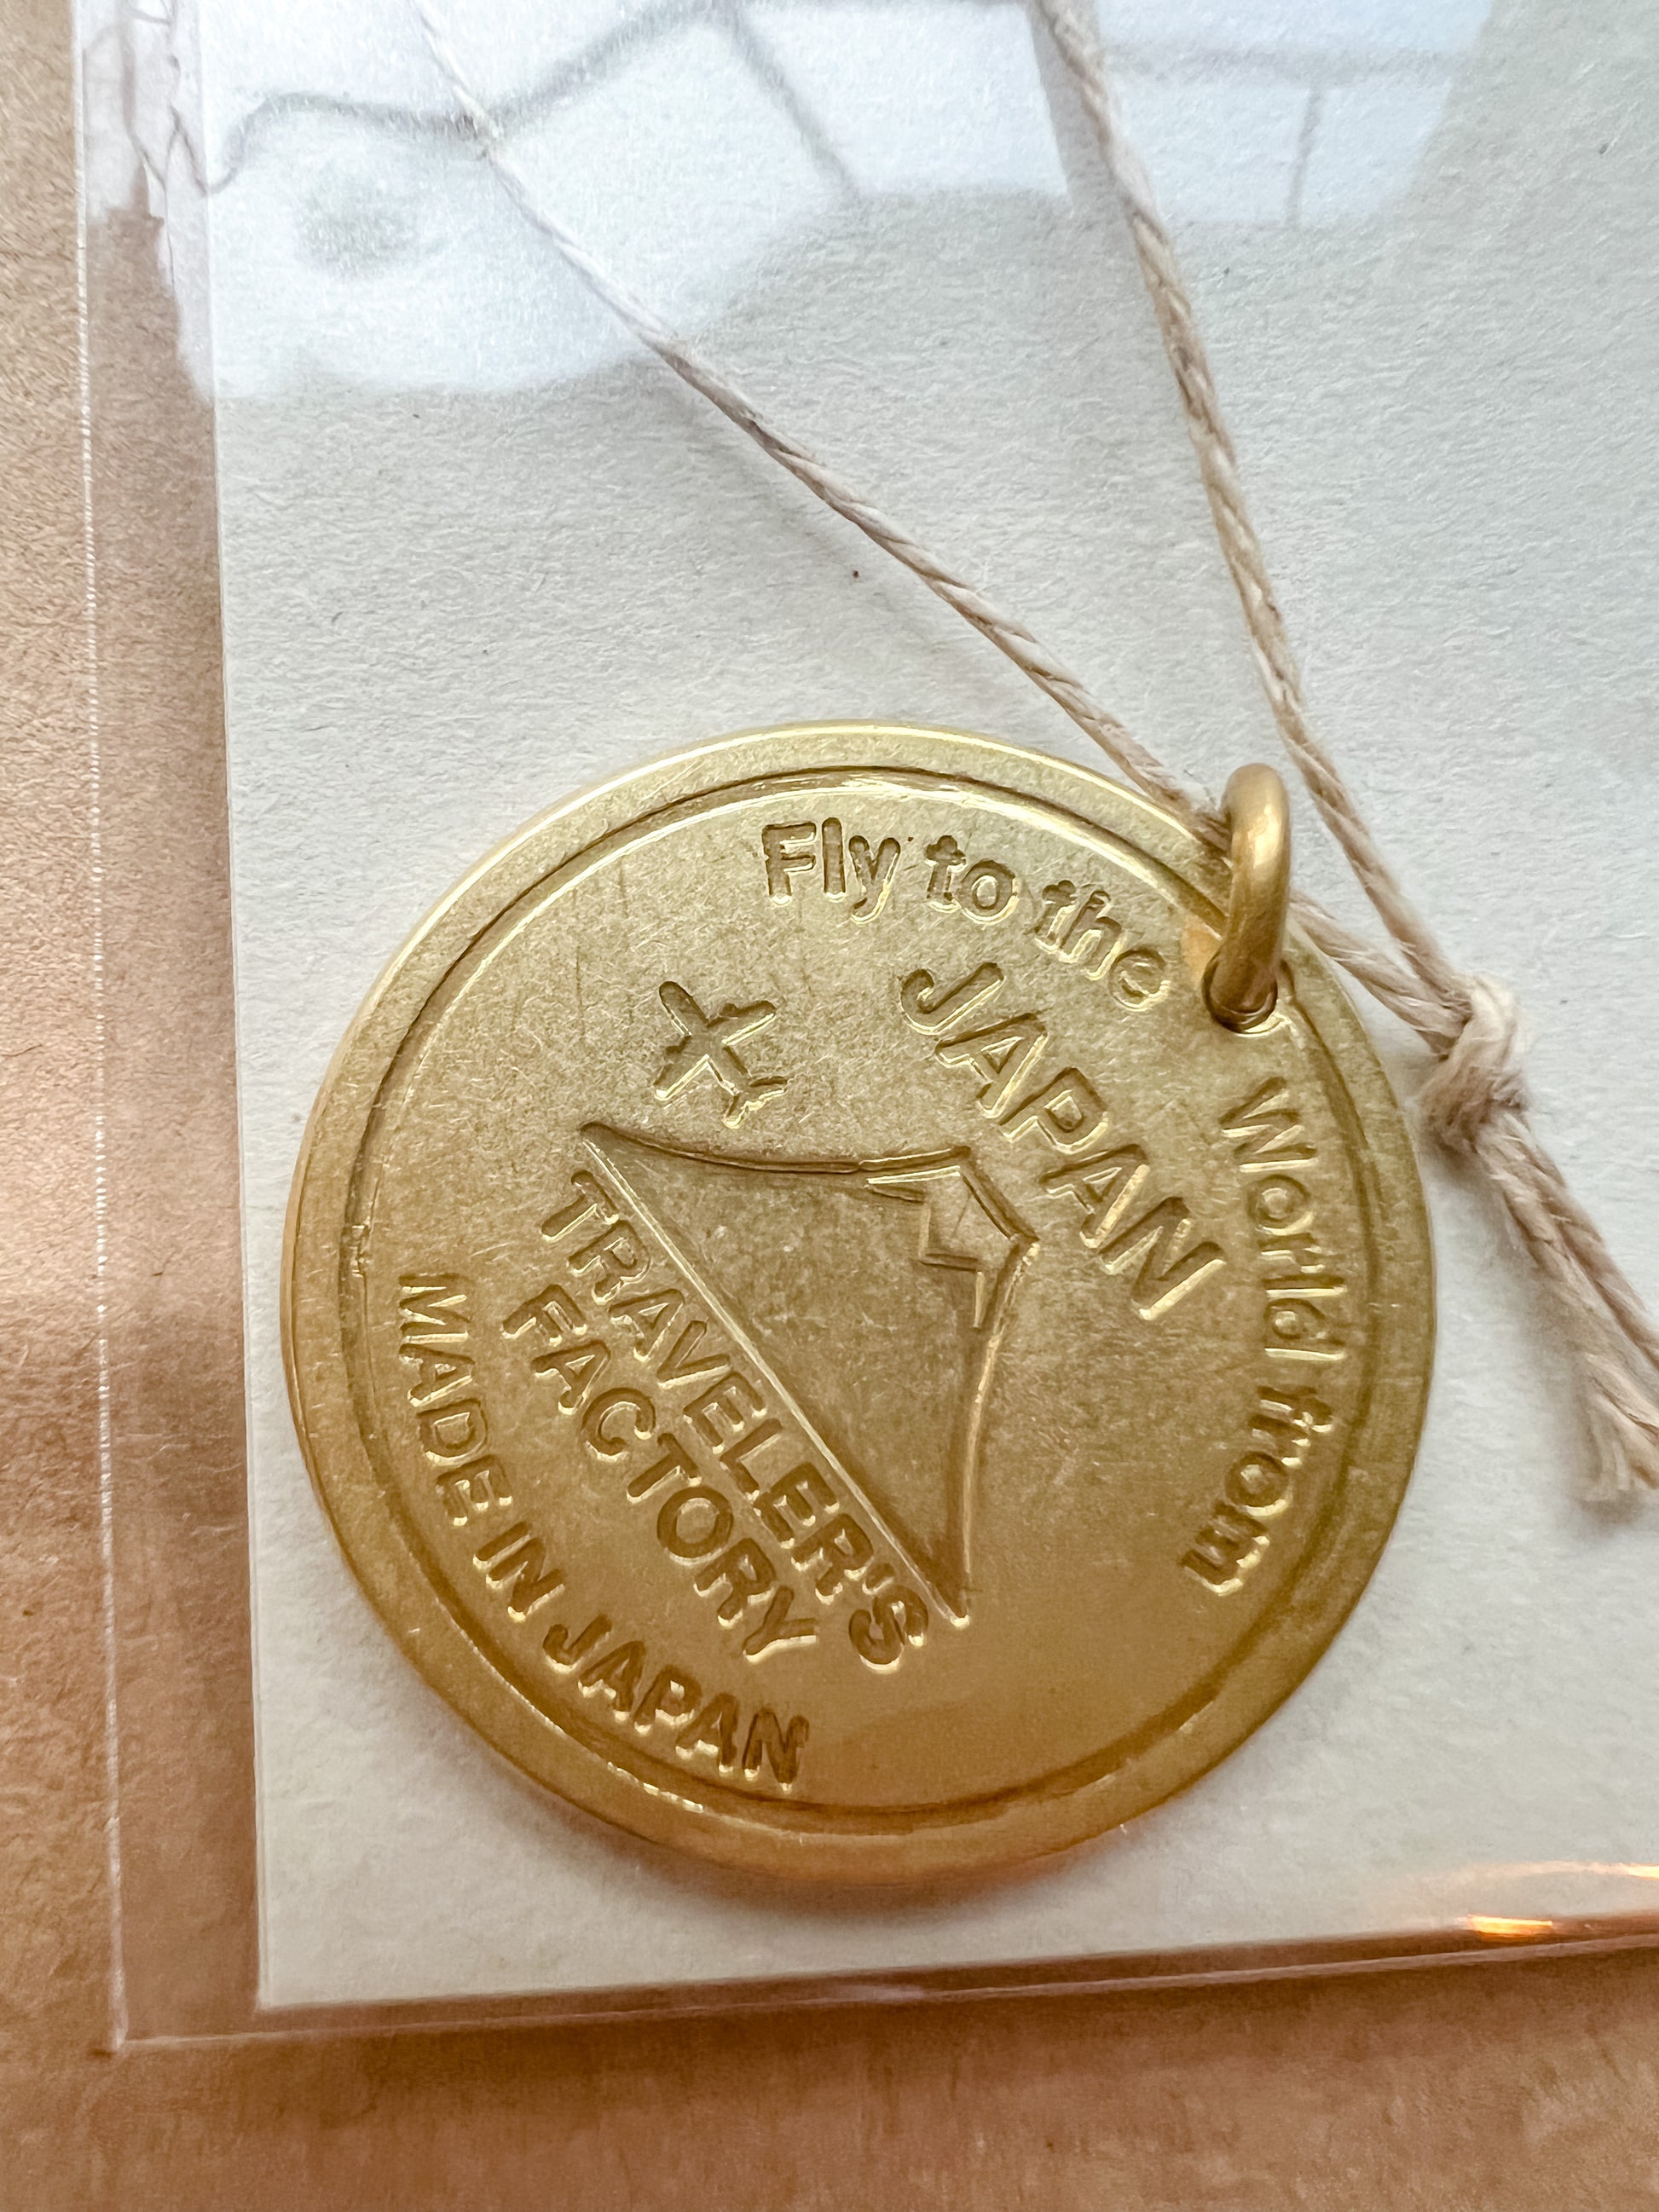 Fly to the World from
JAPAN
TRAVELER'S
FACTORY
MADE IN JAPAN